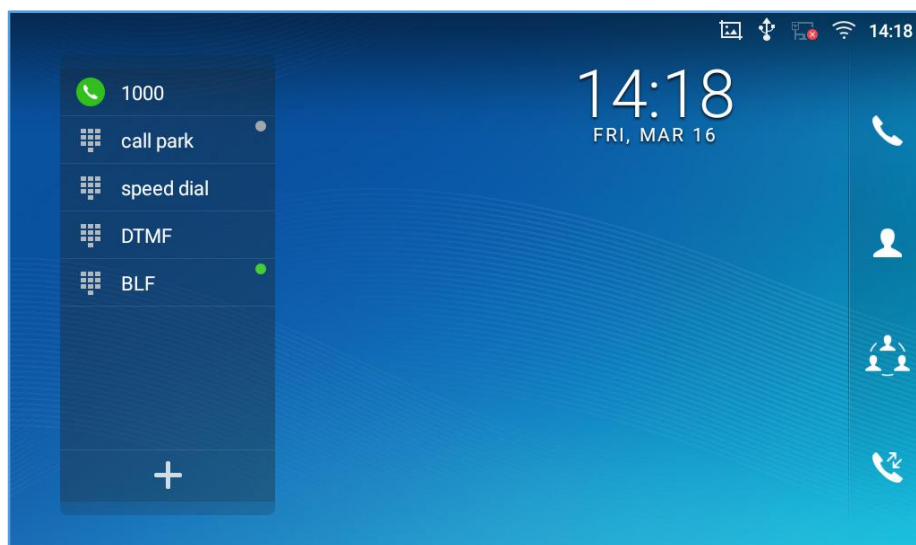 14:18
14:18
FRI, MAR 16
1000
call park
speed dial
DTMF
BLF